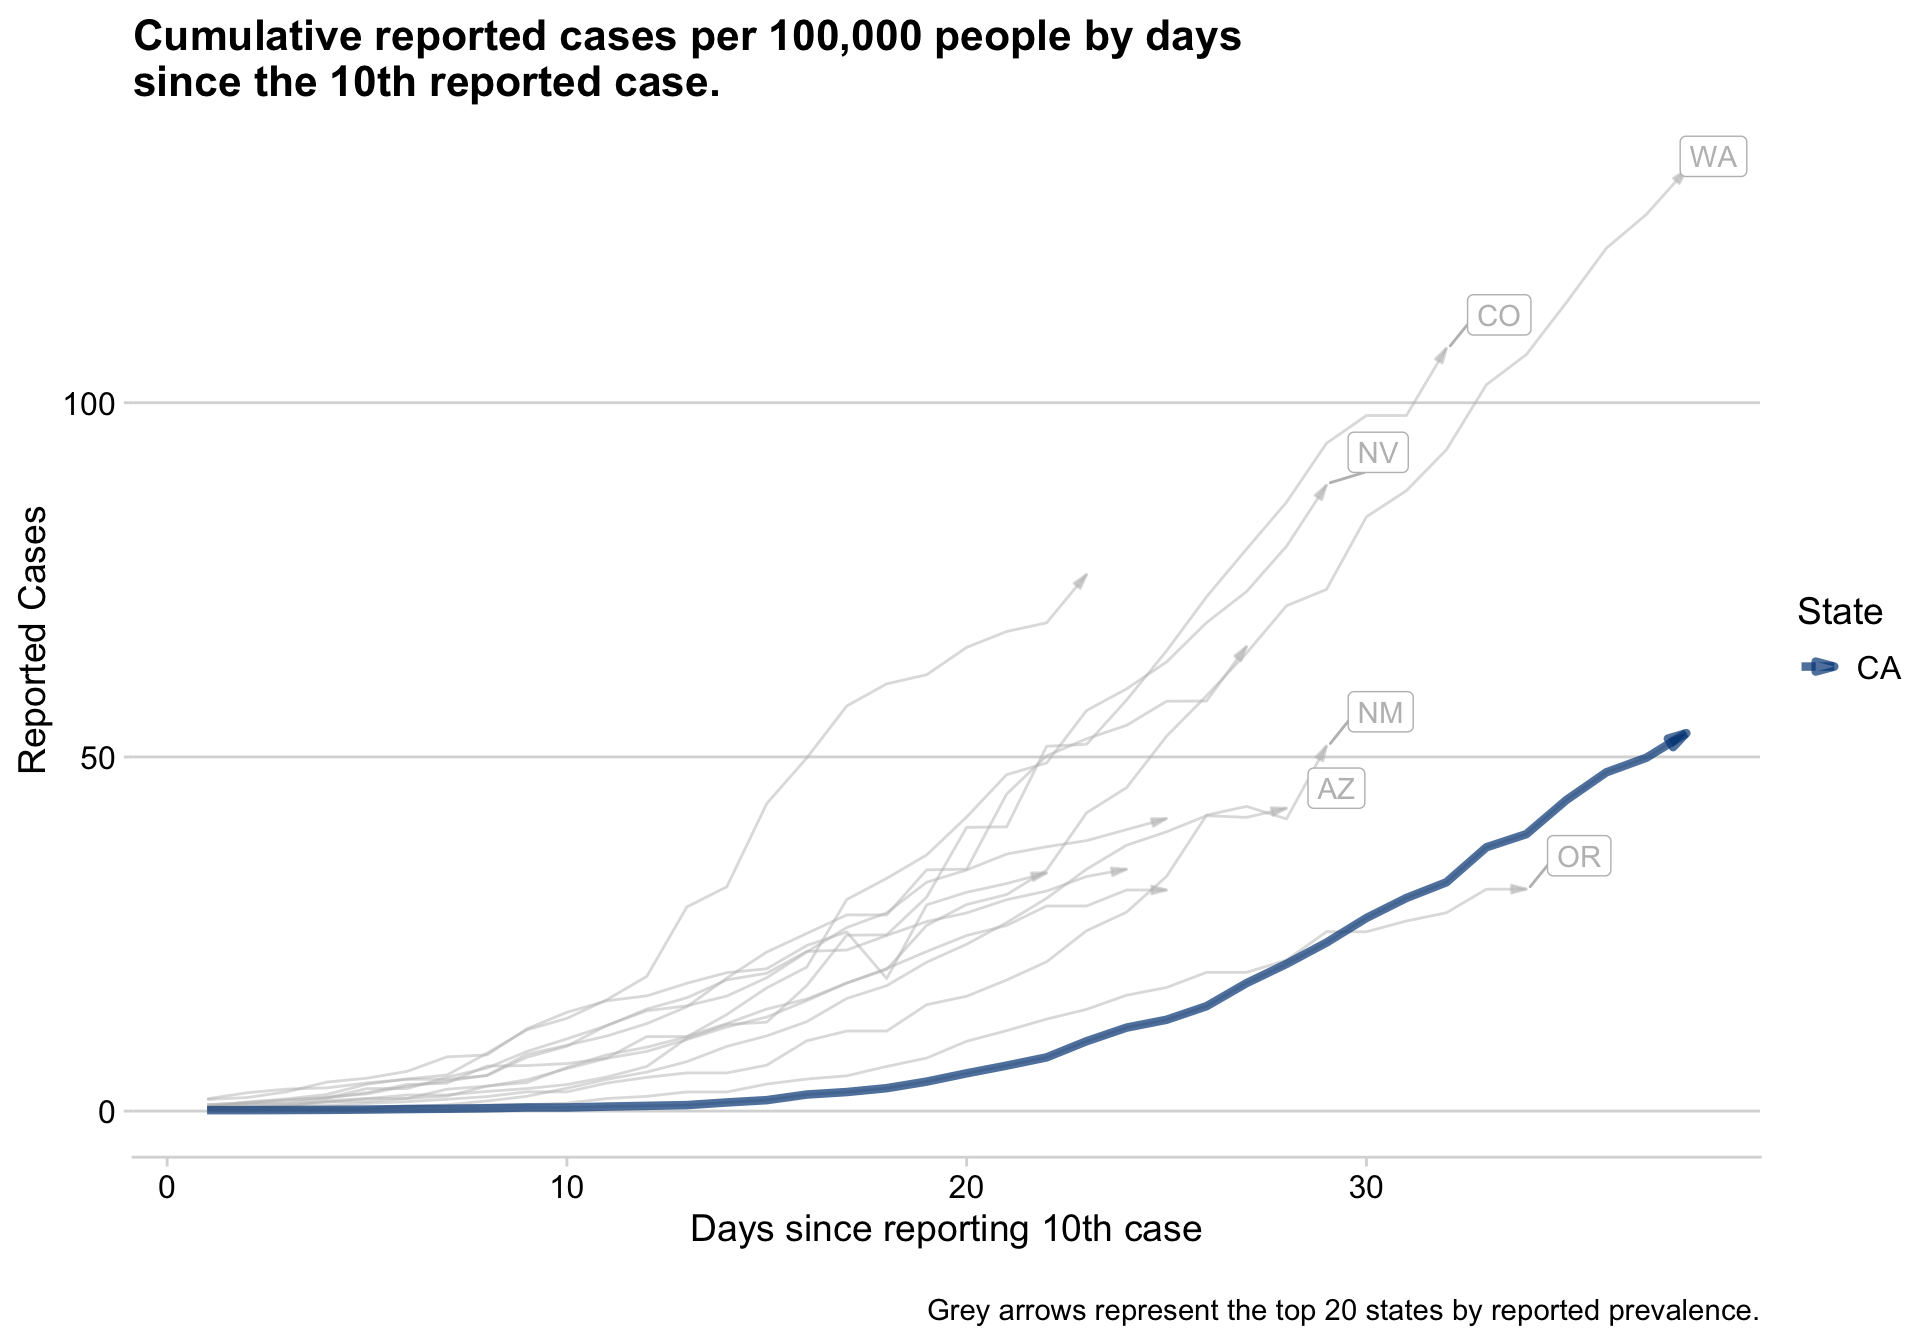 Cumulative reported cases per 100,000 people by days
since the 10th reported case.
WA
CO
100
NV
NM
50
AZ
OR
0
Reported Cases
State
CA
0 10 20 30
Days since reporting 10th case
Grey arrows represent the top 20 states by reported prevalence.